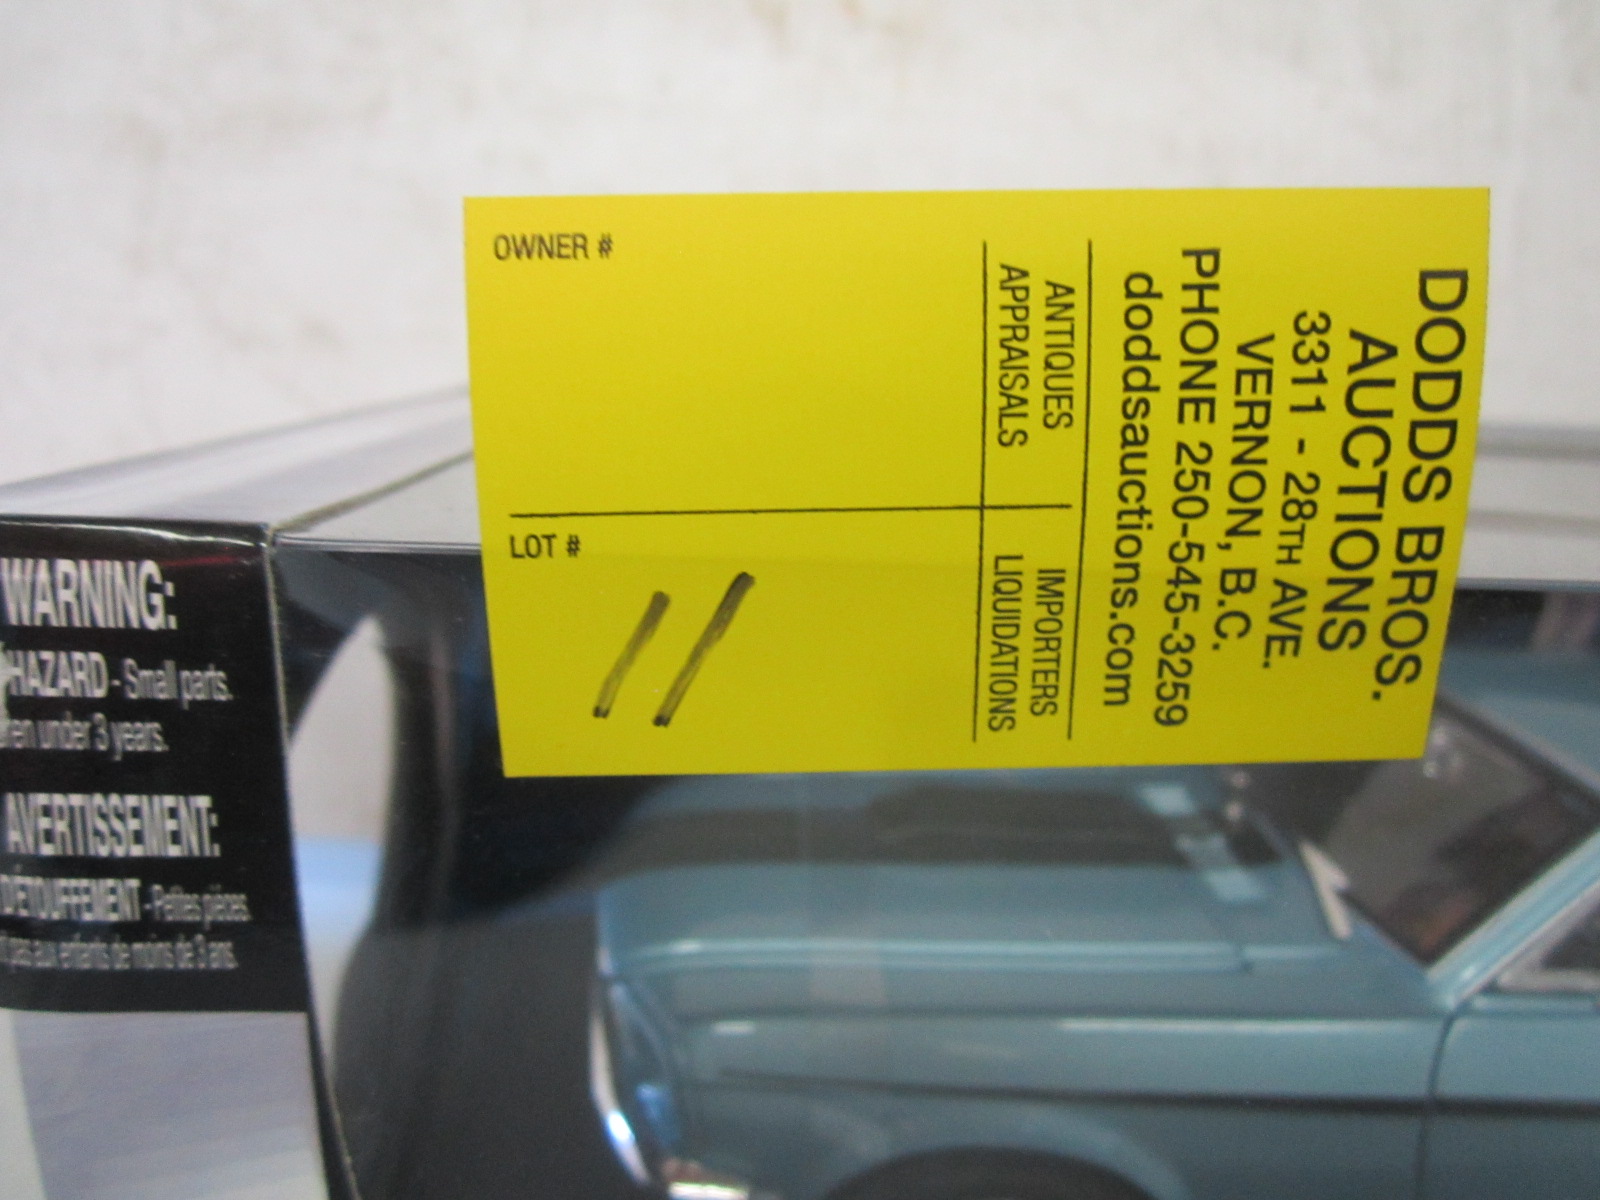 DODDS BROS.
AUCTIONS
3311 - 28TH AVE.
VERNON, B.C.
PHONE 250-545-3259
doddsauctions.com
ANTIQUES
APPRAISALS
IMPORTERS
LIQUIDATIONS
OWNER #
LOT #
11
WARNING:
HAZARD - Small parts.
under 3 years.
AVERTISSEMENT:
D'ÉTOUFFEMENT - Petites pièces.
pas aux enfants de moins de 3 ans.